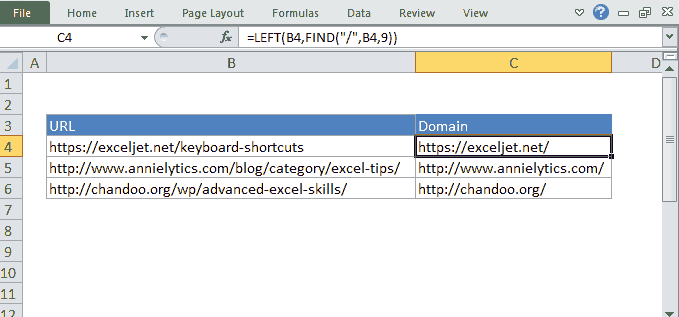 File Home Insert Page Layout Formulas Data Review View
C4 fx =LEFT(B4,FIND("/",B4,9))
A B C D
1
2
3 URL Domain
4 https://exceljet.net/keyboard-shortcuts https://exceljet.net/
5 http://www.annielytics.com/blog/category/excel-tips/ http://www.annielytics.com/
6 http://chandoo.org/wp/advanced-excel-skills/ http://chandoo.org/
7
8
9
10
11
12